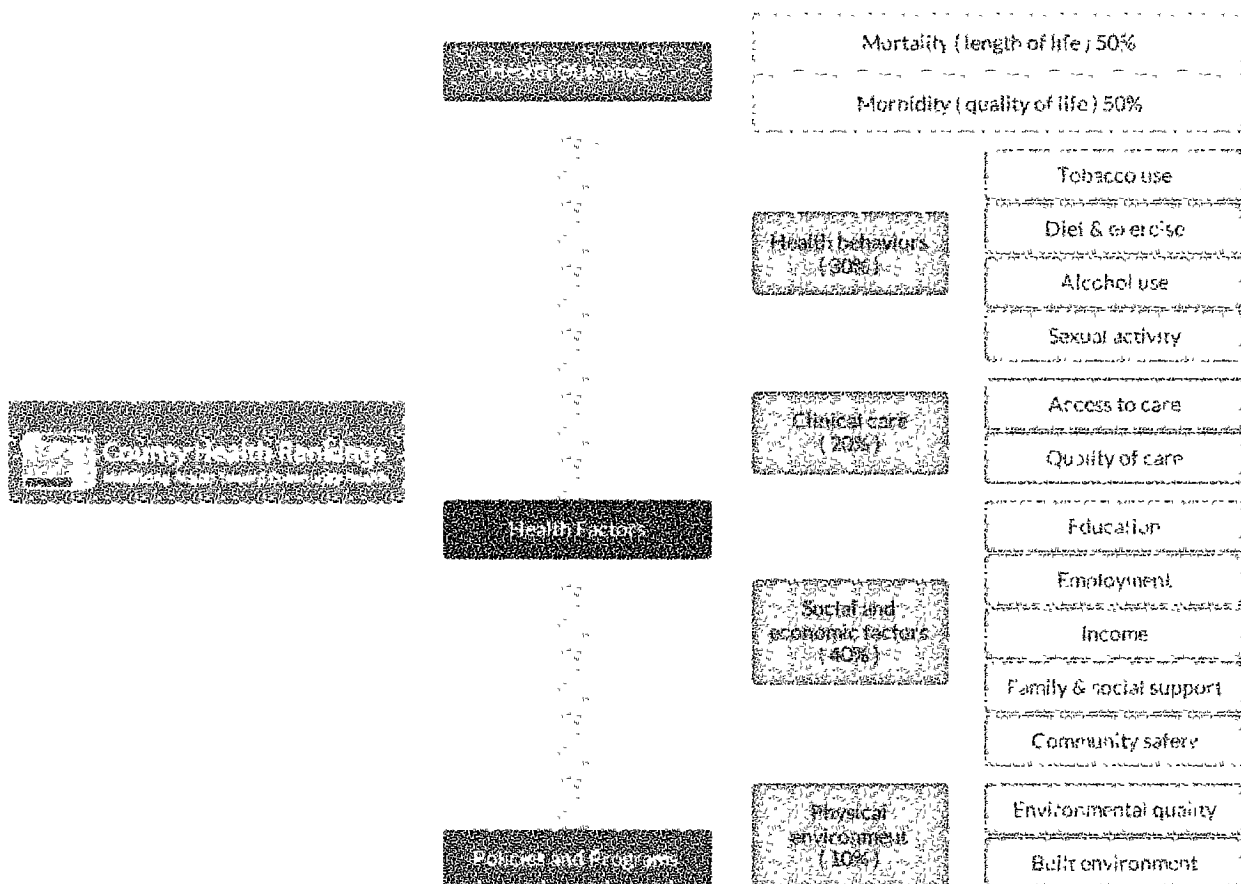 Health Outcomes
Mortality (length of life) 50%
Morbidity (quality of life) 50%
Tobacco use
Diet & exercise
Health behaviors
(30%)
Alcohol use
Sexual activity
Clinical care
(20%)
Access to care
Quality of care
County Health Rankings
Health Factors
Education
Employment
Social and
economic factors
(40%)
Income
Family & social support
Community safety
Physical
environment
(10%)
Environmental quality
Built environment
Policies and Programs